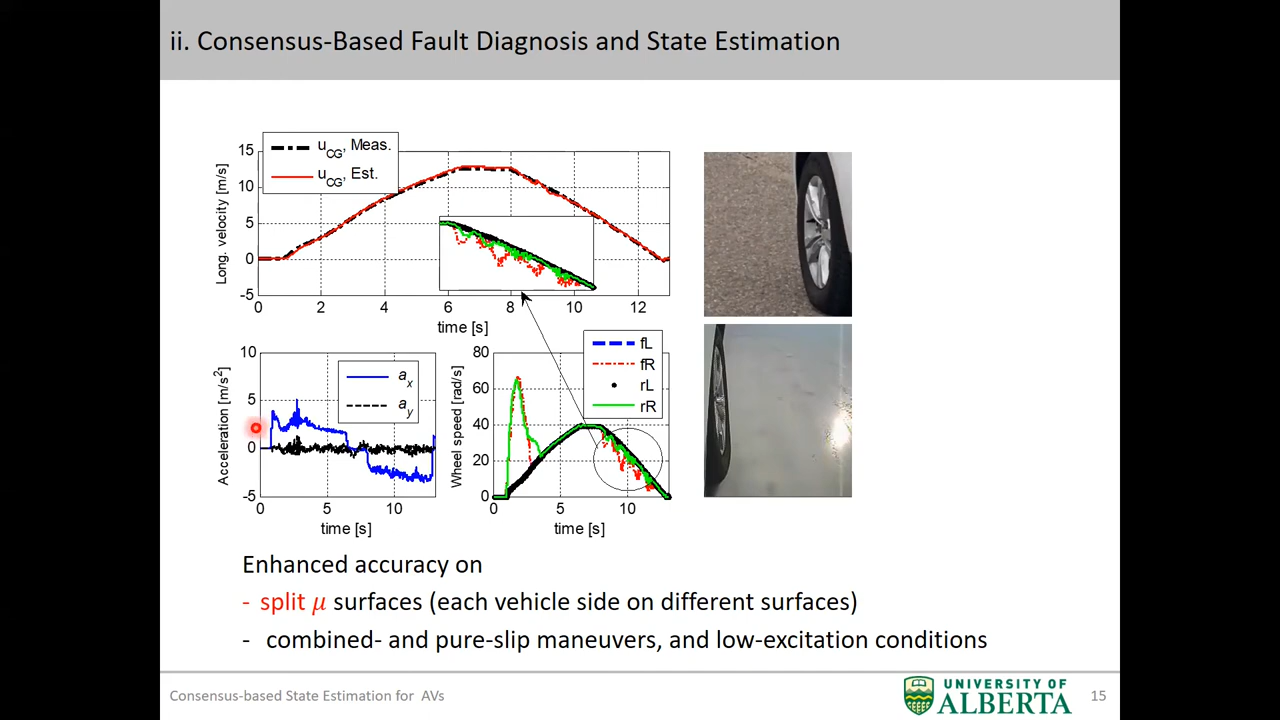 ii. Consensus-Based Fault Diagnosis and State Estimation
Long. velocity [m/s]
15
10
5
0
-5
u_CG, Meas.
u_CG, Est.
0 2 4 6 8 10 12
time [s]
Acceleration [m/s²]
10
5
0
-5
a_x
a_y
0 5 10
time [s]
Wheel speed [rad/s]
80
60
40
20
0
fL
fR
rL
rR
0 5 10
time [s]
Enhanced accuracy on
- split μ surfaces (each vehicle side on different surfaces)
- combined- and pure-slip maneuvers, and low-excitation conditions
Consensus-based State Estimation for AVs
UNIVERSITY OF
ALBERTA
15